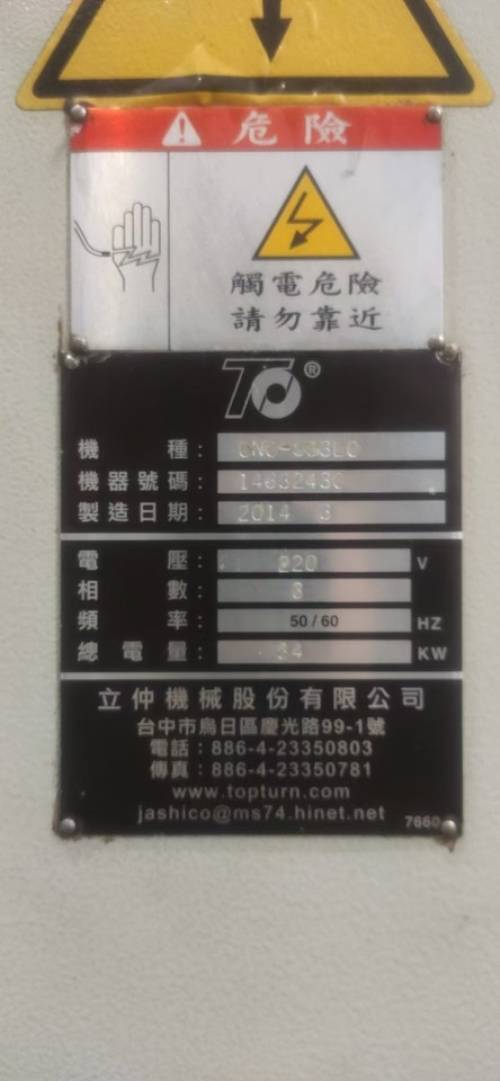 危險
觸電危險
請勿靠近
TO®
機種:
機器號碼:
製造日期: 2014 3
電壓: 220 V
相數: 3
頻率: 50/60 HZ
總電量: KW
立仲機械股份有限公司
台中市烏日區慶光路99-1號
電話:886-4-23350803
傳真:886-4-23350781
www.topturn.com
jashico@ms74.hinet.net
7660